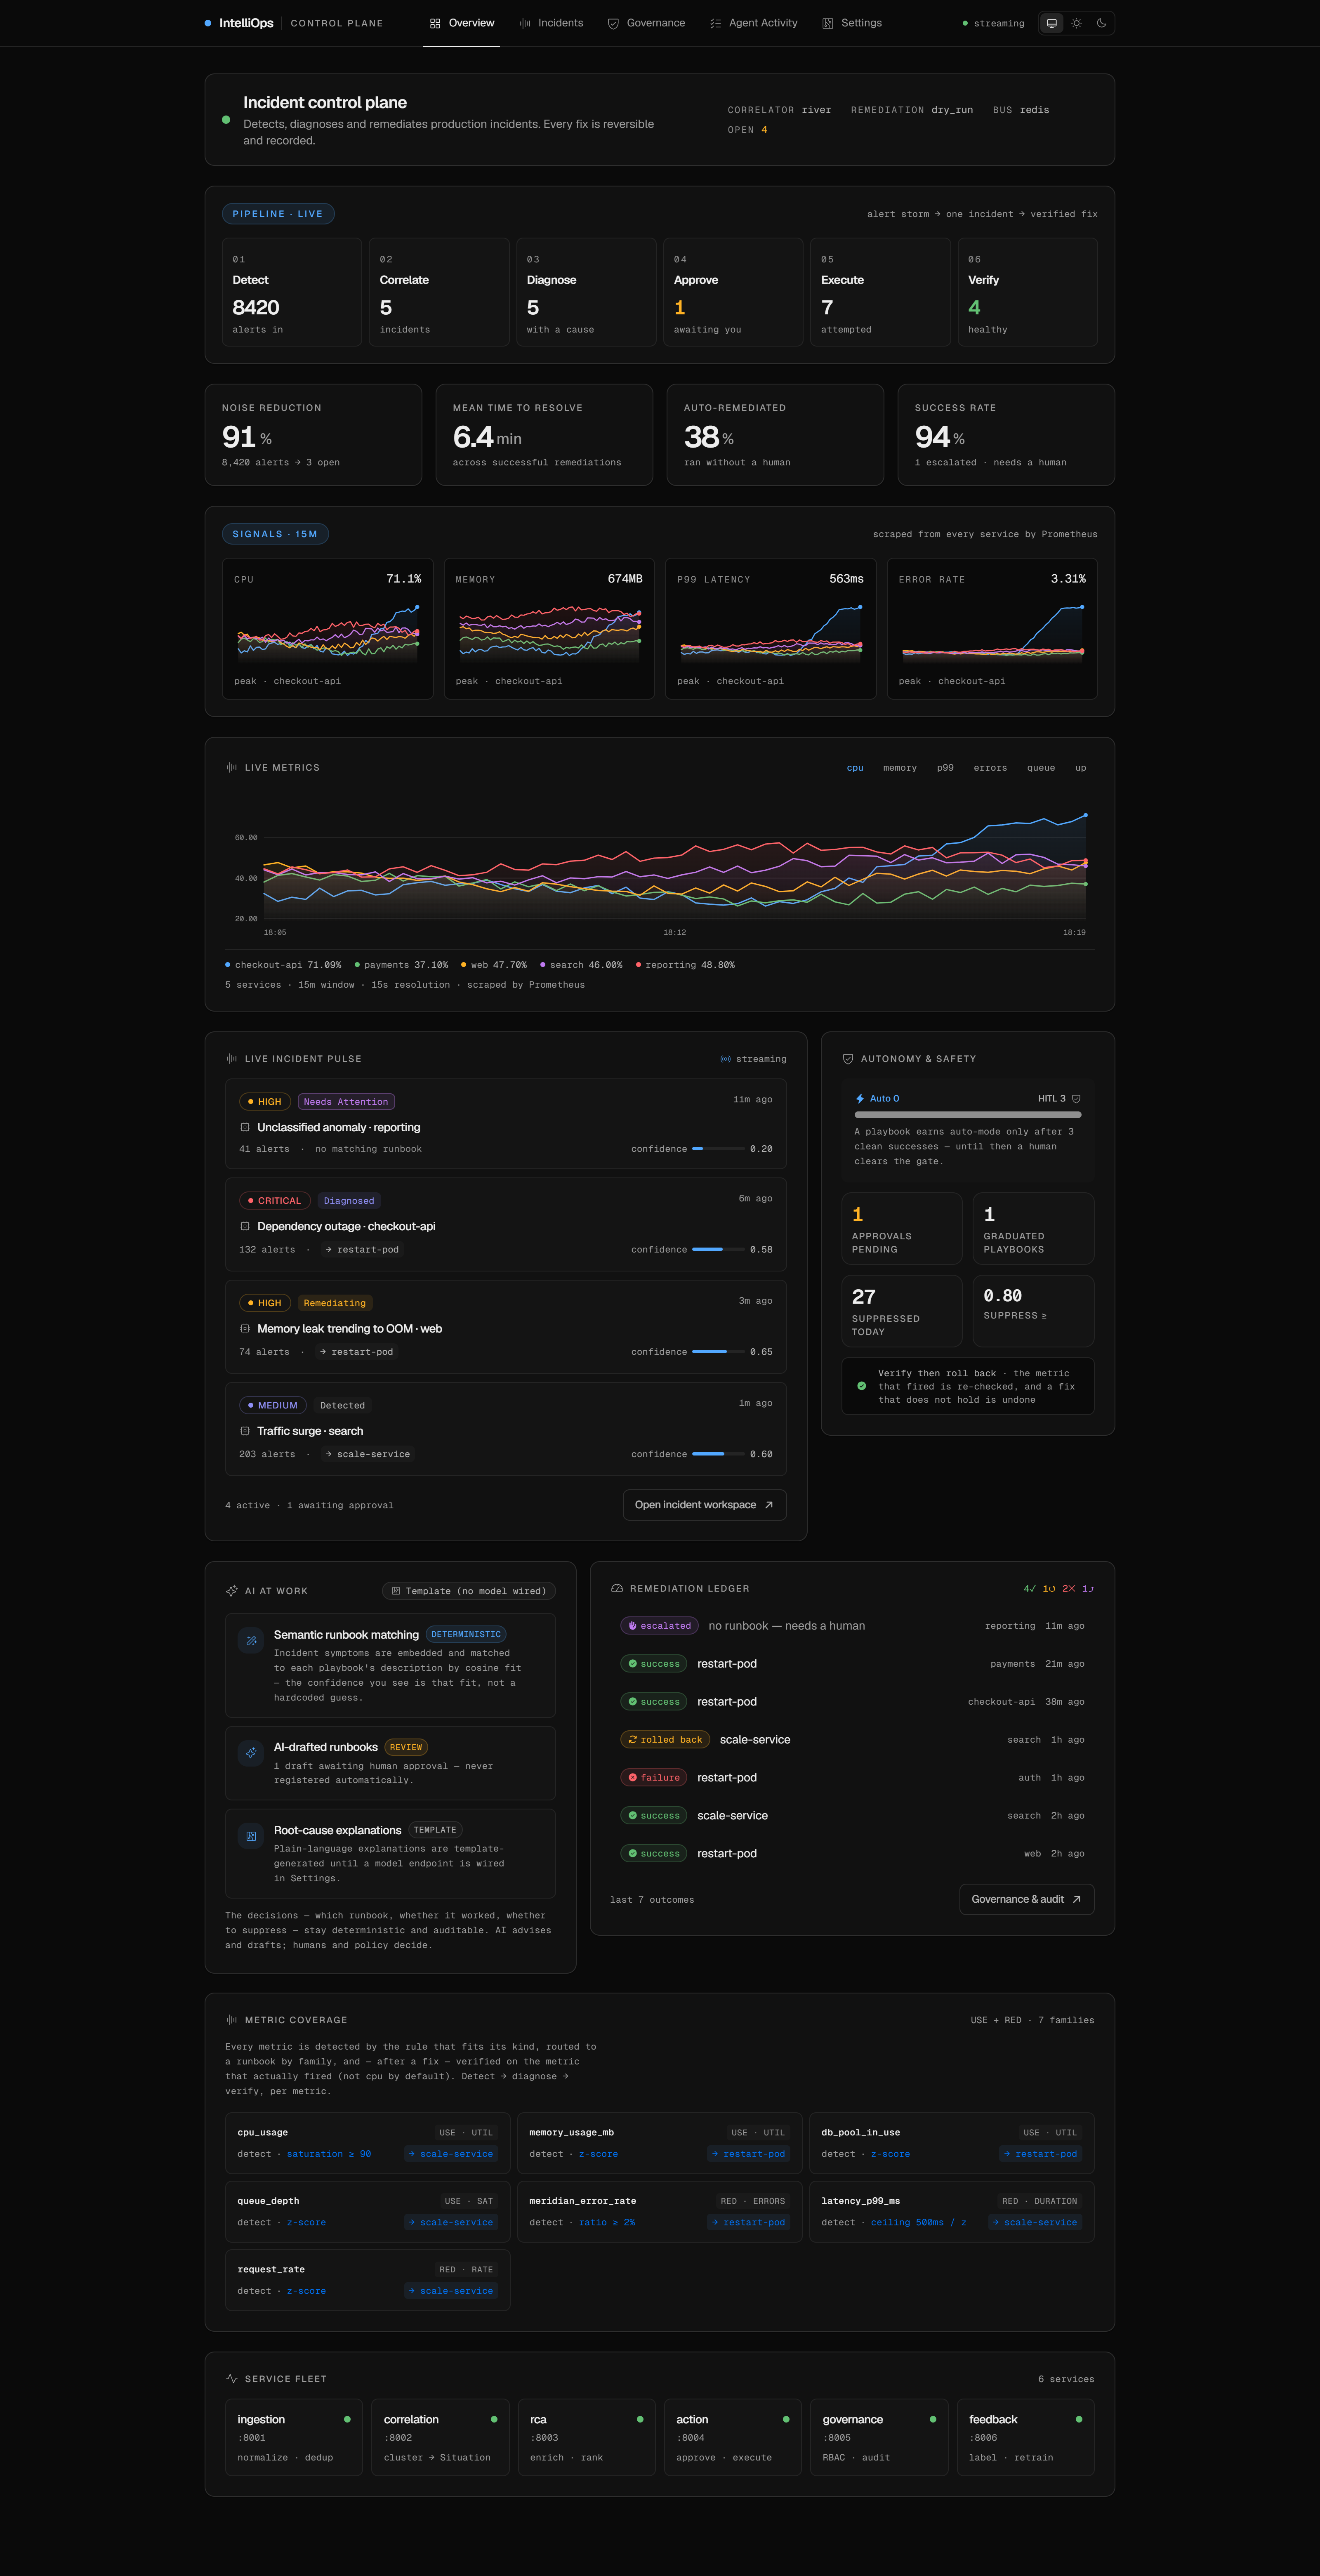 IntelliOps CONTROL PLANE Overview Incidents Governance Agent Activity Settings streaming
Incident control plane
Detects, diagnoses and remediates production incidents. Every fix is reversible
and recorded.
CORRELATOR river REMEDIATION dry_run BUS redis
OPEN 4
PIPELINE · LIVE
alert storm → one incident → verified fix
01
Detect
8420
alerts in
02
Correlate
5
incidents
03
Diagnose
5
with a cause
04
Approve
1
awaiting you
05
Execute
7
attempted
06
Verify
4
healthy
NOISE REDUCTION
91 %
8,420 alerts → 3 open
MEAN TIME TO RESOLVE
6.4 min
across successful remediations
AUTO-REMEDIATED
38 %
ran without a human
SUCCESS RATE
94 %
1 escalated · needs a human
SIGNALS · 15M
scraped from every service by Prometheus
CPU 71.1%
peak · checkout-api
MEMORY 674MB
peak · checkout-api
P99 LATENCY 563ms
peak · checkout-api
ERROR RATE 3.31%
peak · checkout-api
LIVE METRICS
cpu memory p99 errors queue up
60.00
40.00
20.00
18:05 18:12 18:19
checkout-api 71.09% payments 37.10% web 47.70% search 46.00% reporting 48.80%
5 services · 15m window · 15s resolution · scraped by Prometheus
LIVE INCIDENT PULSE
streaming
HIGH Needs Attention 11m ago
Unclassified anomaly · reporting
41 alerts · no matching runbook confidence 0.20
CRITICAL Diagnosed 6m ago
Dependency outage · checkout-api
132 alerts · → restart-pod confidence 0.58
HIGH Remediating 3m ago
Memory leak trending to OOM · web
74 alerts · → restart-pod confidence 0.65
MEDIUM Detected 1m ago
Traffic surge · search
203 alerts · → scale-service confidence 0.60
4 active · 1 awaiting approval
Open incident workspace ↗
AUTONOMY & SAFETY
Auto 0 HITL 3
A playbook earns auto-mode only after 3
clean successes — until then a human
clears the gate.
1
APPROVALS
PENDING
1
GRADUATED
PLAYBOOKS
27
SUPPRESSED
TODAY
0.80
SUPPRESS ≥
Verify then roll back · the metric
that fired is re-checked, and a fix
that does not hold is undone
AI AT WORK
Template (no model wired)
Semantic runbook matching DETERMINISTIC
Incident symptoms are embedded and matched
to each playbook's description by cosine fit
— the confidence you see is that fit, not a
hardcoded guess.
AI-drafted runbooks REVIEW
1 draft awaiting human approval — never
registered automatically.
Root-cause explanations TEMPLATE
Plain-language explanations are template-
generated until a model endpoint is wired
in Settings.
The decisions — which runbook, whether it worked, whether
to suppress — stay deterministic and auditable. AI advises
and drafts; humans and policy decide.
REMEDIATION LEDGER
4✓ 1↺ 2✕ 1⤴
escalated no runbook — needs a human reporting 11m ago
success restart-pod payments 21m ago
success restart-pod checkout-api 38m ago
rolled back scale-service search 1h ago
failure restart-pod auth 1h ago
success scale-service search 2h ago
success restart-pod web 2h ago
last 7 outcomes
Governance & audit ↗
METRIC COVERAGE
USE + RED · 7 families
Every metric is detected by the rule that fits its kind, routed to
a runbook by family, and — after a fix — verified on the metric
that actually fired (not cpu by default). Detect → diagnose →
verify, per metric.
cpu_usage USE · UTIL
detect · saturation ≥ 90 → scale-service
memory_usage_mb USE · UTIL
detect · z-score → restart-pod
db_pool_in_use USE · UTIL
detect · z-score → restart-pod
queue_depth USE · SAT
detect · z-score → scale-service
meridian_error_rate RED · ERRORS
detect · ratio ≥ 2% → restart-pod
latency_p99_ms RED · DURATION
detect · ceiling 500ms / z → scale-service
request_rate RED · RATE
detect · z-score → scale-service
SERVICE FLEET
6 services
ingestion
:8001
normalize · dedup
correlation
:8002
cluster → Situation
rca
:8003
enrich · rank
action
:8004
approve · execute
governance
:8005
RBAC · audit
feedback
:8006
label · retrain